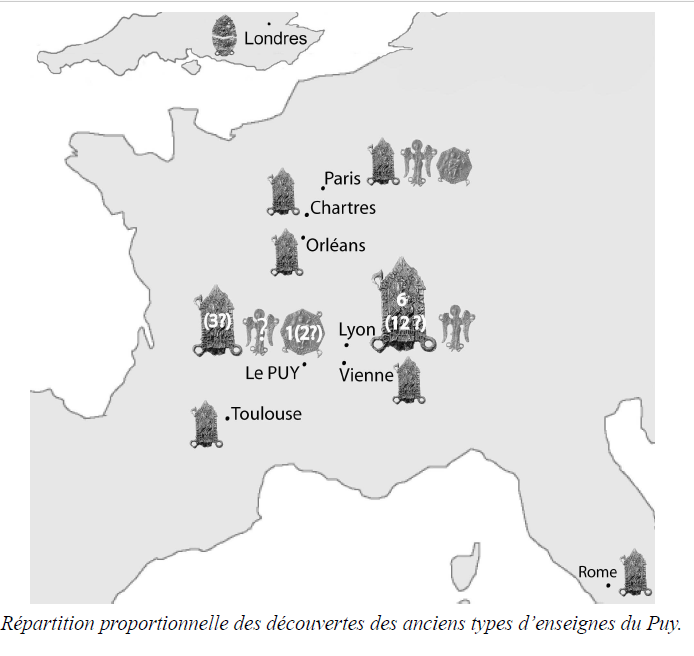 Londres
Paris
Chartres
Orléans
6
(3?)
?
1(2?)
(12?)
Lyon
Le PUY
Vienne
Toulouse
Rome
Répartition proportionnelle des découvertes des anciens types d’enseignes du Puy.